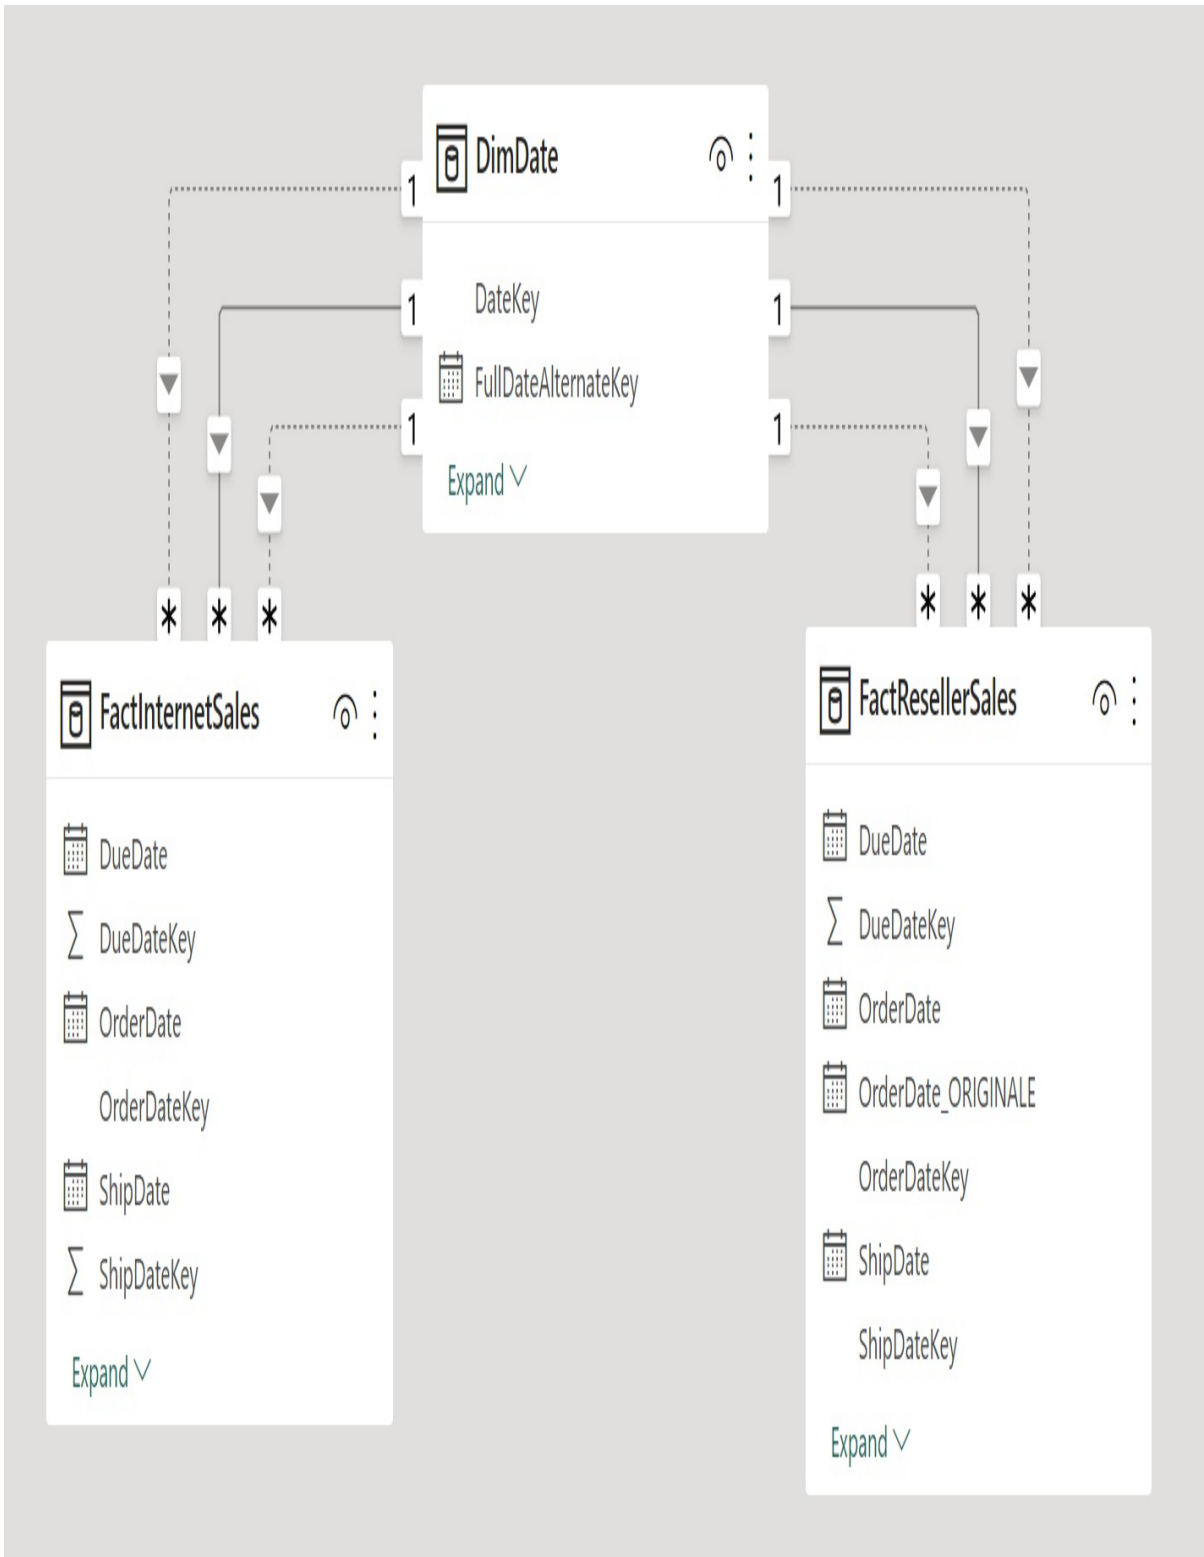 DimDate
1
1
1
1
1
1
DateKey
FullDateAlternateKey
Expand
*
*
*
*
*
*
FactInternetSales
DueDate
DueDateKey
OrderDate
OrderDateKey
ShipDate
ShipDateKey
Expand
FactResellerSales
DueDate
DueDateKey
OrderDate
OrderDate_ORIGINALE
OrderDateKey
ShipDate
ShipDateKey
Expand